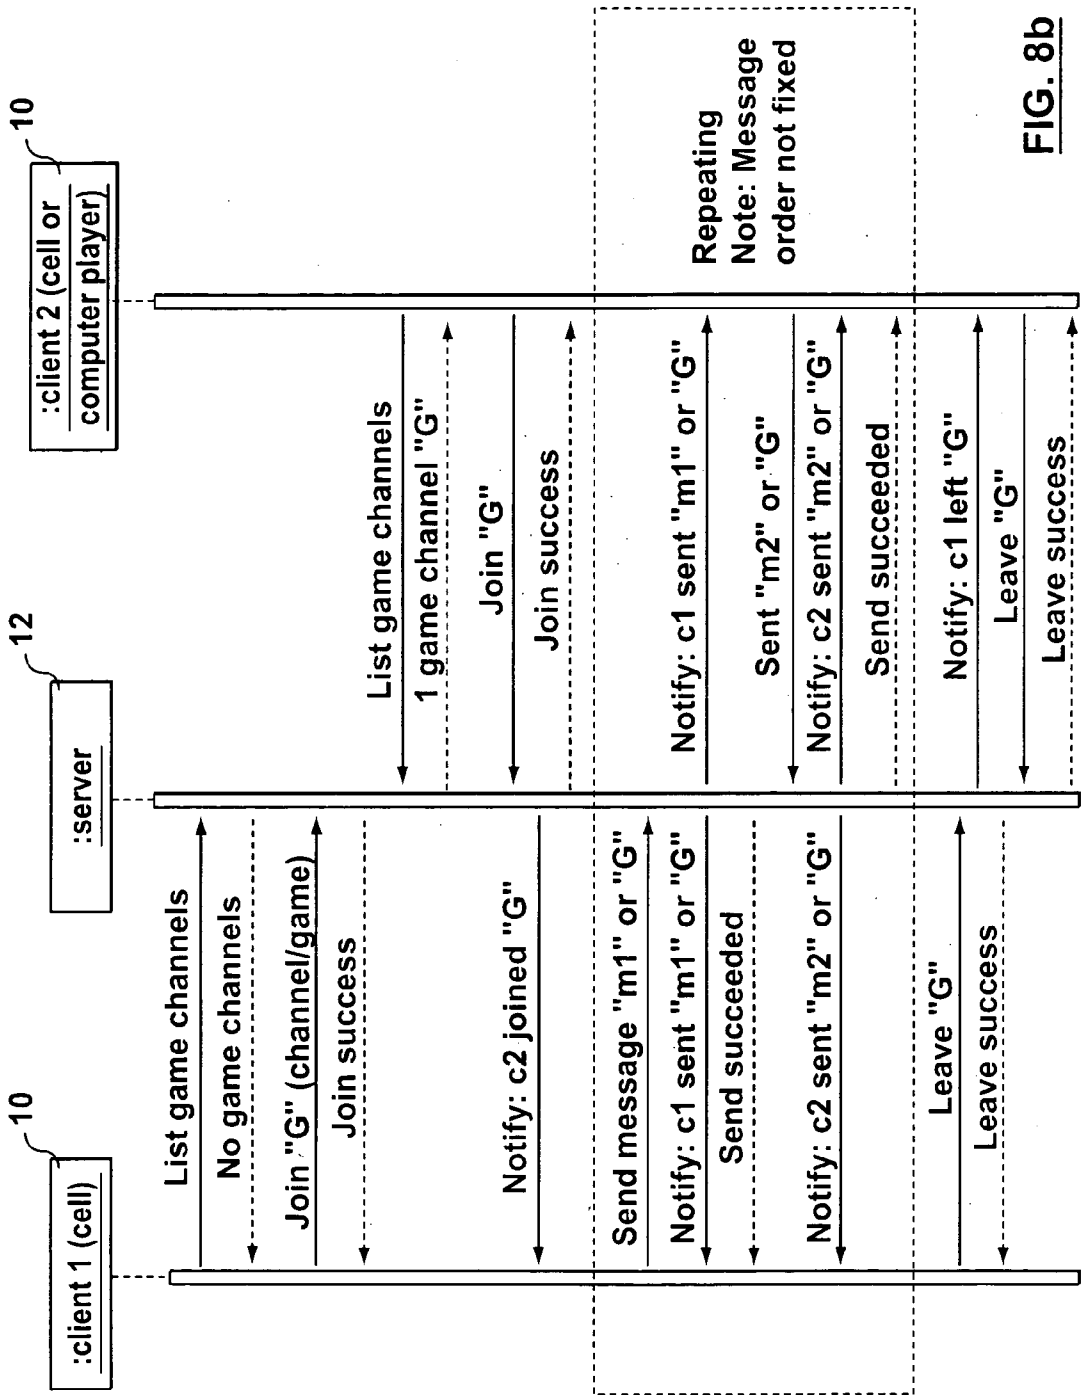 10
:client 1 (cell)
12
:server
10
:client 2 (cell or
computer player)
List game channels
No game channels
Join "G" (channel/game)
Join success
List game channels
1 game channel "G"
Join "G"
Join success
Notify: c2 joined "G"
Send message "m1" or "G"
Notify: c1 sent "m1" or "G"
Notify: c1 sent "m1" or "G"
Send succeeded
Sent "m2" or "G"
Notify: c2 sent "m2" or "G"
Notify: c2 sent "m2" or "G"
Send succeeded
Repeating
Note: Message
order not fixed
Leave "G"
Notify: c1 left "G"
Leave success
Leave "G"
Leave success
FIG. 8b